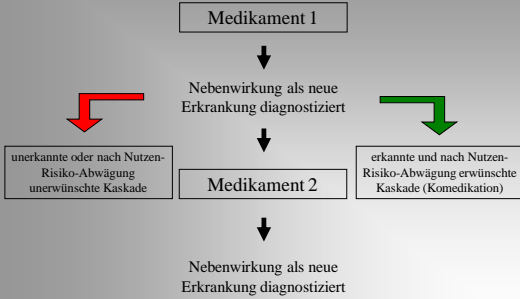 Medikament 1
Nebenwirkung als neue
Erkrankung diagnostiziert
unerkannte oder nach Nutzen-
Risiko-Abwägung
unerwünschte Kaskade
Medikament 2
erkannte und nach Nutzen-
Risiko-Abwägung erwünschte
Kaskade (Komedikation)
Nebenwirkung als neue
Erkrankung diagnostiziert